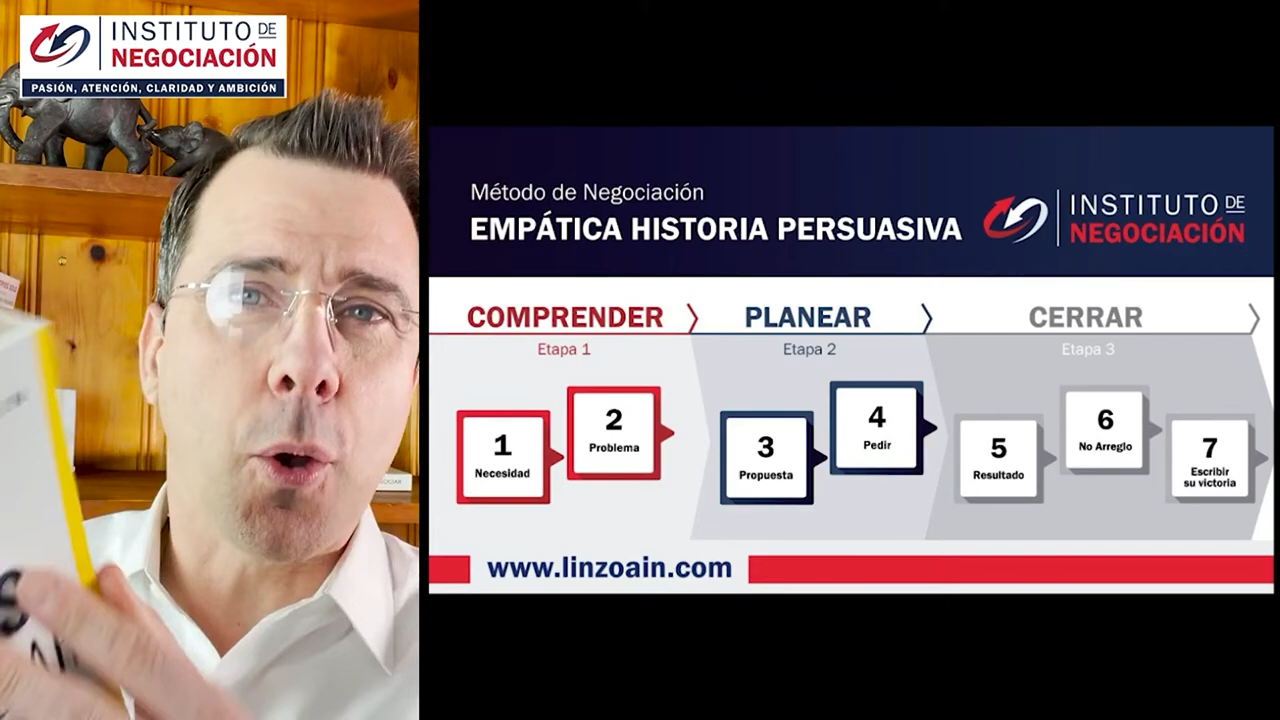 INSTITUTO DE
NEGOCIACIÓN
PASIÓN, ATENCIÓN, CLARIDAD Y AMBICIÓN
Método de Negociación
EMPÁTICA HISTORIA PERSUASIVA
INSTITUTO DE
NEGOCIACIÓN
COMPRENDER
PLANEAR
CERRAR
Etapa 1
Etapa 2
Etapa 3
1
Necesidad
2
Problema
3
Propuesta
4
Pedir
5
Resultado
6
No Arreglo
7
Escribir
su victoria
www.linzoain.com